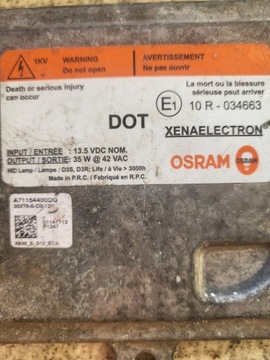 1KV
WARNING
Do not open
Ne pas ouvrir
AVERTISSEMENT
Death or serious injury
can occur
La mort ou la blessure
sérieuse peut arriver
E1
10 R - 034663
DOT
XENAELECTRON
INPUT / ENTRÉE : 13.5 VDC NOM.
OUTPUT / SORTIE : 35 W @ 42 VAC
HID Lamp / Lampe : D3S, D3R; Life / à Vie > 3000h
Made in P.R.C. / Fabriqué en R.P.C.
OSRAM
OSRAM
A71154400DG